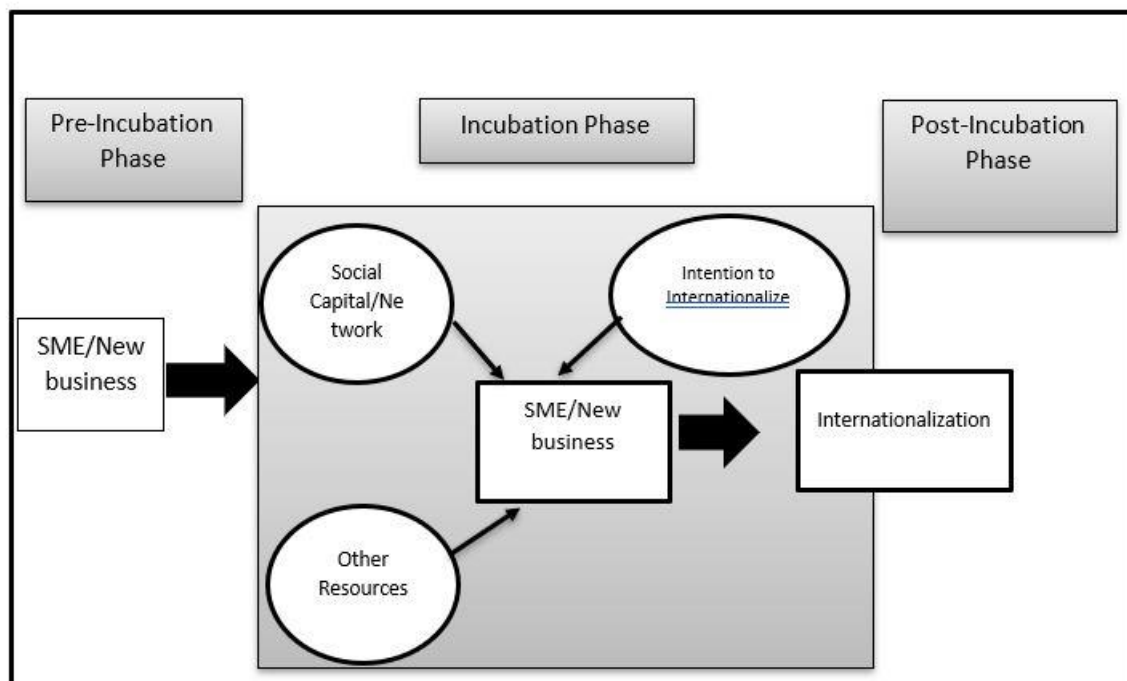 Pre-Incubation
Phase
Incubation Phase
Post-Incubation
Phase
Social
Capital/Ne
twork
Intention to
Internationalize
SME/New
business
SME/New
business
Internationalization
Other
Resources